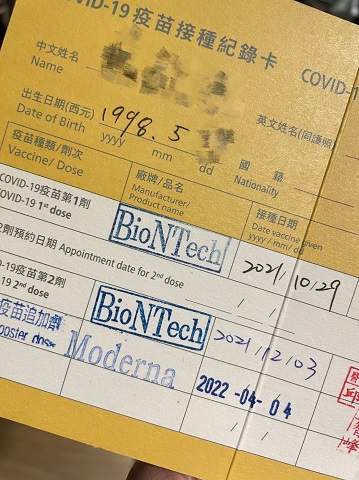 COVID-19 疫苗接種紀錄卡
COVID-
中文姓名
Name
出生日期(西元)
Date of Birth
1998. 5
yyyy mm dd
英文姓名(同護照
國 籍
Nationality
疫苗種類/劑次
Vaccine/ Dose
廠牌/品名
Manufacturer/
Product name
接種日期
Date vaccine given
yyyy / mm / dd
COVID-19疫苗第1劑
COVID-19 1st dose
BioNTech
2021/10/29
2劑預約日期 Appointment date for 2nd dose
/ /
D-19疫苗第2劑
D-19 2nd dose
BioNTech
2021/12/03
疫苗追加劑
ooster dose
Moderna
2022 -04- 04
/ /